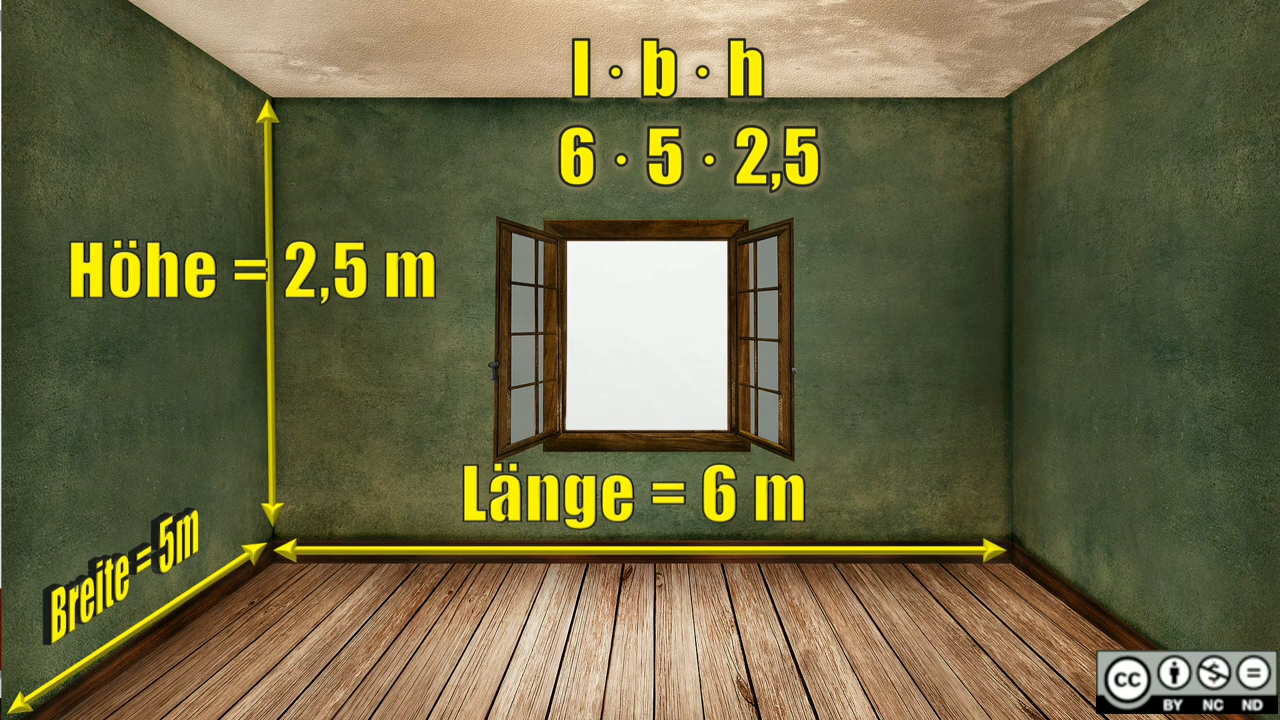 l · b · h
6 · 5 · 2,5
Höhe = 2,5 m
Länge = 6 m
Breite = 5m
CC
BY NC ND